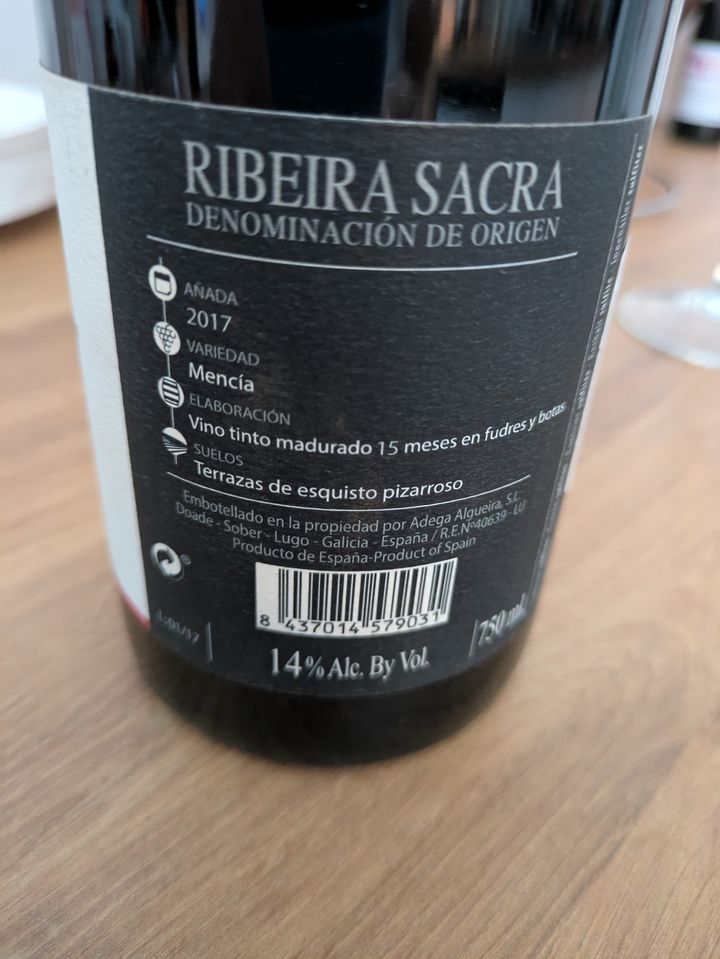 RIBEIRA SACRA
DENOMINACIÓN DE ORIGEN
AÑADA
2017
VARIEDAD
Mencía
ELABORACIÓN
Vino tinto madurado 15 meses en fudres y botas
SUELOS
Terrazas de esquisto pizarroso
Embotellado en la propiedad por Adega Algueira, S.L.
Doade - Sober - Lugo - Galicia - España / R.E.Nº40639 - LU
Producto de España-Product of Spain
8 437014 579031
L-01/17
750 ml.
14% Alc. By Vol.